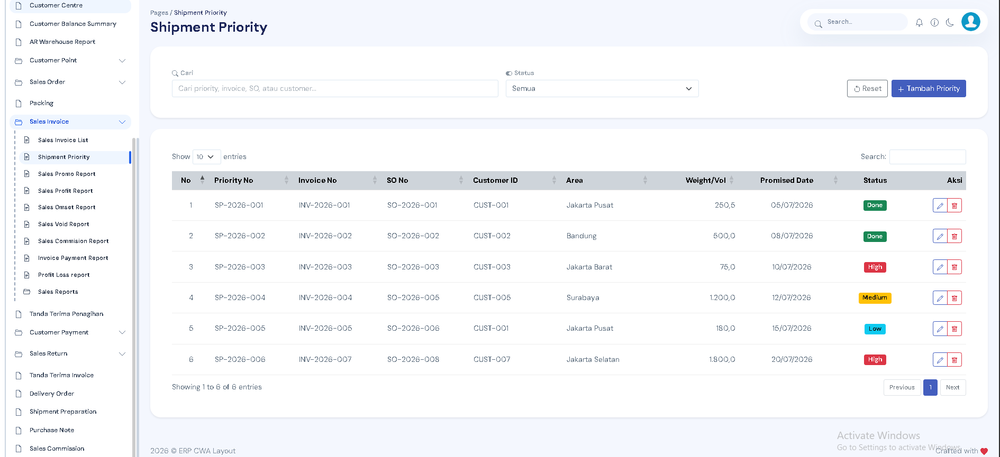 Customer Centre
Customer Balance Summary
AR Warehouse Report
Customer Point
Sales Order
Packing
Sales Invoice
Sales Invoice List
Shipment Priority
Sales Promo Report
Sales Profit Report
Sales Omset Report
Sales Void Report
Sales Commision Report
Invoice Payment Report
Profit Loss report
Sales Reports
Tanda Terima Penagihan
Customer Payment
Sales Return
Tanda Terima Invoice
Delivery Order
Shipment Preparation
Purchase Note
Sales Commission
Pages / Shipment Priority
Shipment Priority
Search...
Cari
Cari priority, invoice, SO, atau customer...
Status
Semua
Reset
+ Tambah Priority
Show 10 entries
Search:
No Priority No Invoice No SO No Customer ID Area Weight/Vol Promised Date Status Aksi
1 SP-2026-001 INV-2026-001 SO-2026-001 CUST-001 Jakarta Pusat 250,5 05/07/2026 Done
2 SP-2026-002 INV-2026-002 SO-2026-002 CUST-002 Bandung 500,0 08/07/2026 Done
3 SP-2026-003 INV-2026-003 SO-2026-003 CUST-003 Jakarta Barat 75,0 10/07/2026 High
4 SP-2026-004 INV-2026-004 SO-2026-005 CUST-005 Surabaya 1.200,0 12/07/2026 Medium
5 SP-2026-005 INV-2026-005 SO-2026-006 CUST-001 Jakarta Pusat 180,0 15/07/2026 Low
6 SP-2026-006 INV-2026-007 SO-2026-008 CUST-007 Jakarta Selatan 1.800,0 20/07/2026 High
Showing 1 to 6 of 6 entries
Previous 1 Next
Activate Windows
Go to Settings to activate Windows.
2026 © ERP CWA Layout
Crafted with